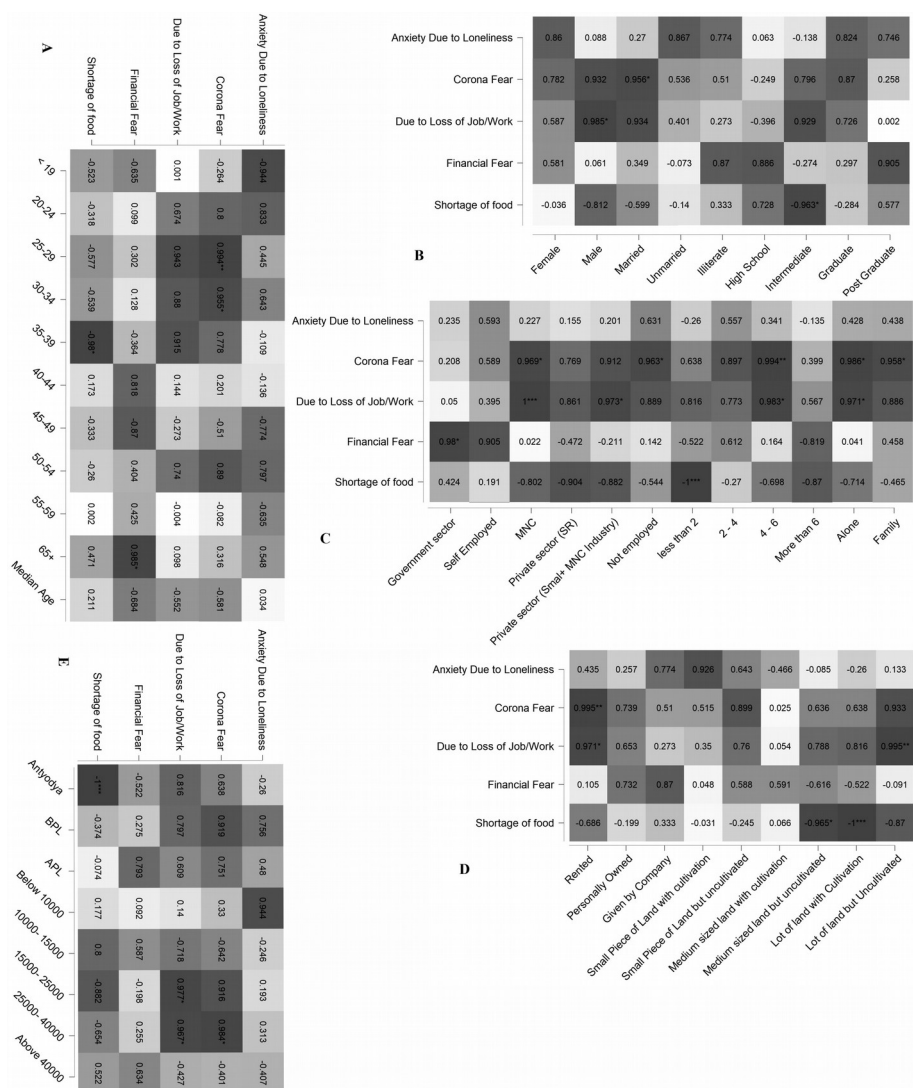 A
Anxiety Due to Loneliness -0.944 0.833 0.445 0.643 -0.109 -0.136 -0.774 0.797 -0.635 0.548 0.034
Corona Fear -0.264 0.8 0.994** 0.955* 0.778 0.201 -0.51 0.89 -0.082 0.316 -0.581
Due to Loss of Job/Work 0.001 0.674 0.943 0.88 0.915 0.144 -0.273 0.74 -0.004 0.098 -0.552
Financial Fear -0.635 0.099 0.302 0.128 -0.364 0.818 -0.87 0.404 0.425 0.985* -0.684
Shortage of food -0.523 -0.318 -0.577 -0.539 -0.98* 0.173 -0.333 -0.26 0.002 0.471 0.211
< 19 20-24 25-29 30-34 35-39 40-44 45-49 50-54 55-59 65+ Median Age
Anxiety Due to Loneliness 0.86 0.088 0.27 0.867 0.774 0.063 -0.138 0.824 0.746
Corona Fear 0.782 0.932 0.956* 0.536 0.51 -0.249 0.796 0.87 0.258
Due to Loss of Job/Work 0.587 0.985* 0.934 0.401 0.273 -0.396 0.929 0.726 0.002
Financial Fear 0.581 0.061 0.349 -0.073 0.87 0.886 -0.274 0.297 0.905
Shortage of food -0.036 -0.812 -0.599 -0.14 0.333 0.728 -0.963* -0.284 0.577
B
Female Male Married Unmarried Illiterate High School Intermediate Graduate Post Graduate
Anxiety Due to Loneliness 0.235 0.593 0.227 0.155 0.201 0.631 -0.26 0.557 0.341 -0.135 0.428 0.438
Corona Fear 0.208 0.589 0.969* 0.769 0.912 0.963* 0.638 0.897 0.994** 0.399 0.986* 0.958*
Due to Loss of Job/Work 0.05 0.395 1*** 0.861 0.973* 0.889 0.816 0.773 0.983* 0.567 0.971* 0.886
Financial Fear 0.98* 0.905 0.022 -0.472 -0.211 0.142 -0.522 0.612 0.164 -0.819 0.041 0.458
Shortage of food 0.424 0.191 -0.802 -0.904 -0.882 -0.544 -1*** -0.27 -0.698 -0.87 -0.714 -0.465
C
Government sector Self Employed MNC Private sector (SR) Private sector (Smal+ MNC Industry) Not employed less than 2 2 - 4 4 - 6 More than 6 Alone Family
Anxiety Due to Loneliness 0.435 0.257 0.774 0.926 0.643 -0.466 -0.085 -0.26 0.133
Corona Fear 0.995** 0.739 0.51 0.515 0.899 0.025 0.636 0.638 0.933
Due to Loss of Job/Work 0.971* 0.653 0.273 0.35 0.76 0.054 0.788 0.816 0.995**
Financial Fear 0.105 0.732 0.87 0.048 0.588 0.591 -0.616 -0.522 -0.091
Shortage of food -0.686 -0.199 0.333 -0.031 -0.245 0.066 -0.965* -1*** -0.87
D
Rented Personally Owned Given by Company Small Piece of Land with cultivation Small Piece of Land but uncultivated Medium sized land with cultivation Medium sized land but uncultivated Lot of land with Cultivation Lot of land but Uncultivated
E
Anxiety Due to Loneliness -0.26 0.756 0.48 0.944 -0.246 0.193 0.313 -0.407
Corona Fear 0.638 0.919 0.751 0.33 -0.642 0.916 0.984* -0.401
Due to Loss of Job/Work 0.816 0.797 0.609 0.14 -0.718 0.977* 0.967* -0.427
Financial Fear -0.522 0.275 0.793 0.092 0.587 -0.198 0.255 0.634
Shortage of food -1*** -0.374 -0.074 0.177 0.8 -0.882 -0.654 0.522
Antyodya BPL APL Below 10000 10000- 15000 15000- 25000 25000- 40000 Above 40000